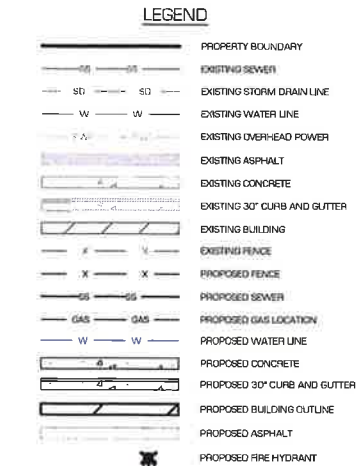 LEGEND
PROPERTY BOUNDARY
SS SS EXISTING SEWER
SD SD EXISTING STORM DRAIN LINE
W W EXISTING WATER LINE
EXISTING OVERHEAD POWER
EXISTING ASPHALT
EXISTING CONCRETE
EXISTING 30" CURB AND GUTTER
EXISTING BUILDING
X X EXISTING FENCE
X X PROPOSED FENCE
SS SS PROPOSED SEWER
GAS GAS PROPOSED GAS LOCATION
W W PROPOSED WATER LINE
PROPOSED CONCRETE
PROPOSED 30" CURB AND GUTTER
PROPOSED BUILDING OUTLINE
PROPOSED ASPHALT
PROPOSED FIRE HYDRANT